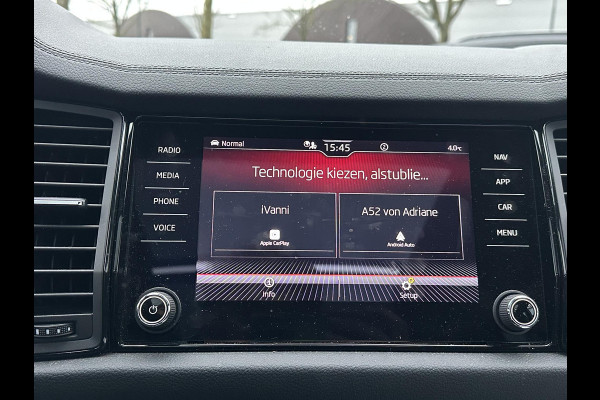 Normal 15:45 2 4.0°C
RADIO
MEDIA
PHONE
VOICE
Technologie kiezen, alstublie...
iVanni
Apple CarPlay
A52 von Adriane
Android Auto
Info
Setup
NAV
APP
CAR
MENU